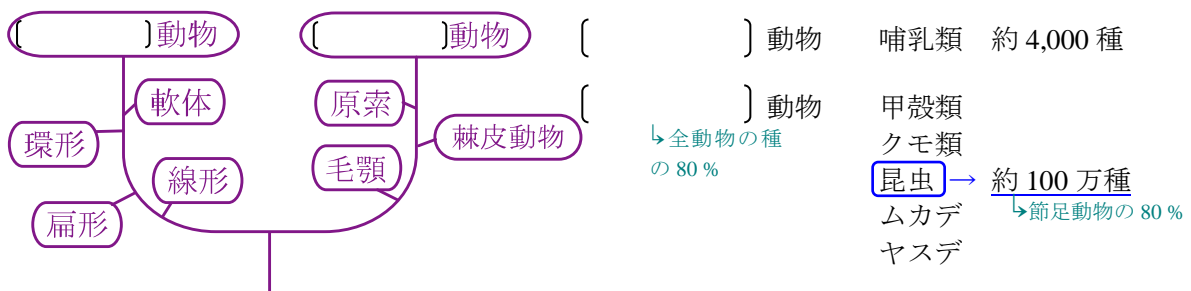 〔　　　　〕動物
〔　　　　〕動物
軟体
環形
線形
扁形
原索
棘皮動物
毛顎
〔　　　　　〕動物　哺乳類　約 4,000 種
〔　　　　　〕動物　甲殻類
↳全動物の種
の 80 %
クモ類
昆虫 → 約 100 万種
↳節足動物の 80 %
ムカデ
ヤスデ